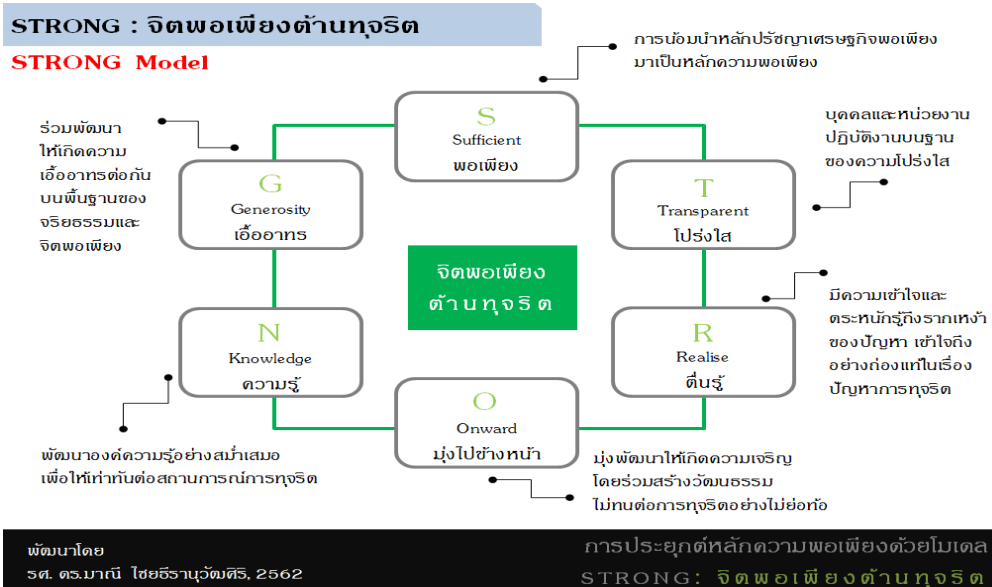 STRONG : จิตพอเพียงต้านทุจริต
STRONG Model
การน้อมนำหลักปรัชญาเศรษฐกิจพอเพียง
มาเป็นหลักความพอเพียง
S
Sufficient
พอเพียง
บุคคลและหน่วยงาน
ปฏิบัติงานบนฐาน
ของความโปร่งใส
T
Transparent
โปร่งใส
มีความเข้าใจและ
ตระหนักรู้ถึงรากเหง้า
ของปัญหา เข้าใจถึง
อย่างถ่องแท้ในเรื่อง
ปัญหาการทุจริต
R
Realise
ตื่นรู้
O
Onward
มุ่งไปข้างหน้า
มุ่งพัฒนาให้เกิดความเจริญ
โดยร่วมสร้างวัฒนธรรม
ไม่ทนต่อการทุจริตอย่างไม่ย่อท้อ
N
Knowledge
ความรู้
พัฒนาองค์ความรู้อย่างสม่ำเสมอ
เพื่อให้เท่าทันต่อสถานการณ์การทุจริต
G
Generosity
เอื้ออาทร
ร่วมพัฒนา
ให้เกิดความ
เอื้ออาทรต่อกัน
บนพื้นฐานของ
จริยธรรมและ
จิตพอเพียง
จิตพอเพียง
ต้านทุจริต
พัฒนาโดย
รศ. ดร.มาณี ไชยธีรานุวัฒศิริ, 2562
การประยุกต์หลักความพอเพียงด้วยโมเดล
STRONG: จิตพอเพียงต้านทุจริต